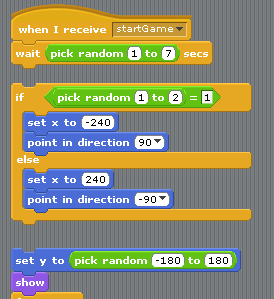 when I receive startGame
wait pick random 1 to 7 secs
if pick random 1 to 2 = 1
set x to -240
point in direction 90
else
set x to 240
point in direction -90
set y to pick random -180 to 180
show